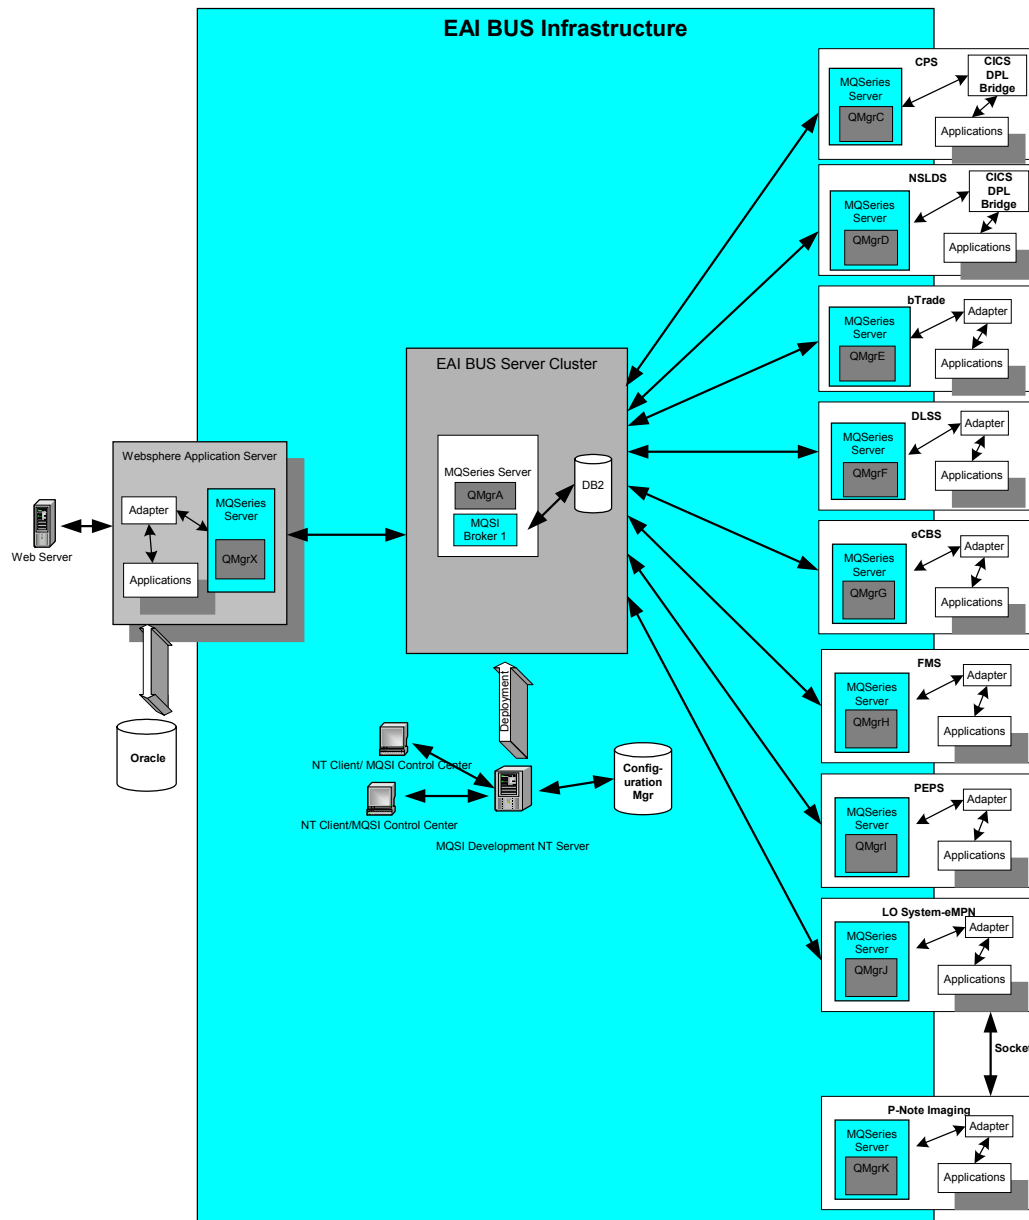 EAI BUS Infrastructure
CPS
MQSeries
Server
QMgrC
CICS
DPL
Bridge
Applications
NSLDS
MQSeries
Server
QMgrD
CICS
DPL
Bridge
Applications
bTrade
MQSeries
Server
QMgrE
Adapter
Applications
DLSS
MQSeries
Server
QMgrF
Adapter
Applications
eCBS
MQSeries
Server
QMgrG
Adapter
Applications
FMS
MQSeries
Server
QMgrH
Adapter
Applications
PEPS
MQSeries
Server
QMgrI
Adapter
Applications
LO System-eMPN
MQSeries
Server
QMgrJ
Adapter
Applications
Socket
P-Note Imaging
MQSeries
Server
QMgrK
Adapter
Applications
EAI BUS Server Cluster
MQSeries Server
QMgrA
MQSI
Broker 1
DB2
Websphere Application Server
Adapter
MQSeries
Server
QMgrX
Applications
Web Server
Oracle
Deployment
NT Client/ MQSI Control Center
NT Client/MQSI Control Center
MQSI Development NT Server
Config-
uration
Mgr